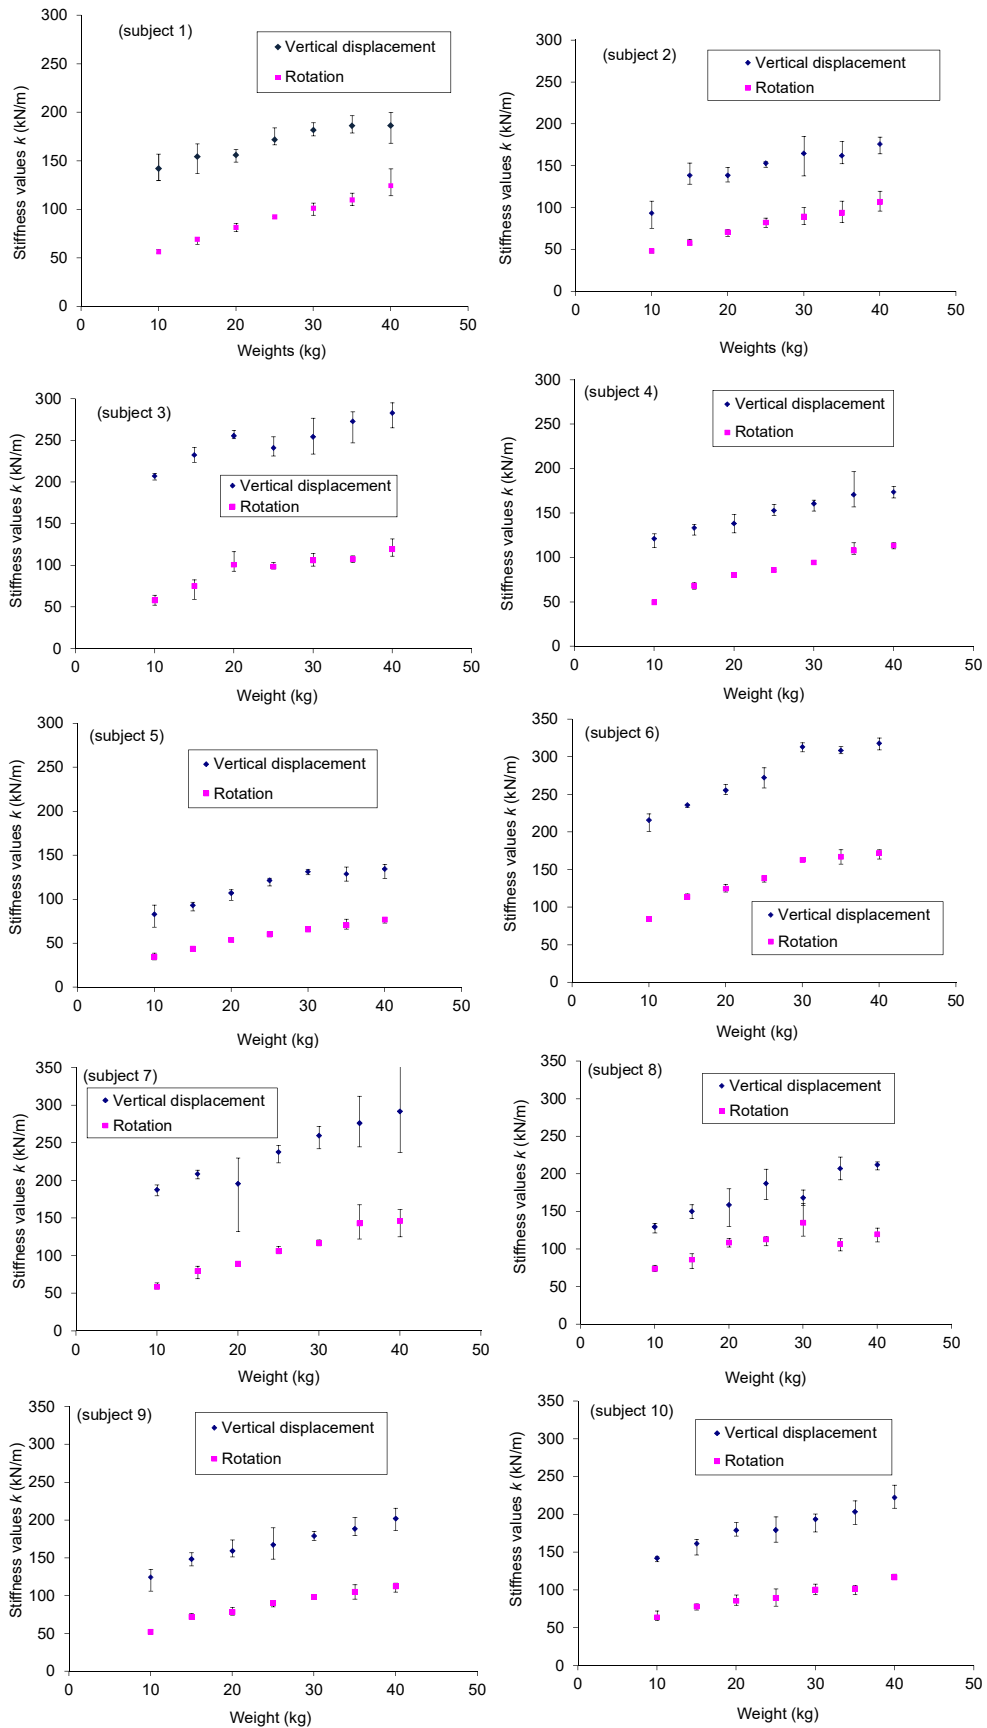 (subject 1)
Vertical displacement
Rotation
Stiffness values k (kN/m)
300
250
200
150
100
50
0
0 10 20 30 40 50
Weights (kg)
(subject 2)
Vertical displacement
Rotation
Stiffness values k (kN/m)
300
250
200
150
100
50
0
0 10 20 30 40 50
Weights (kg)
(subject 3)
Vertical displacement
Rotation
Stiffness values k (kN/m)
300
250
200
150
100
50
0
0 10 20 30 40 50
Weight (kg)
(subject 4)
Vertical displacement
Rotation
Stiffness values k (kN/m)
300
250
200
150
100
50
0
0 10 20 30 40 50
Weight (kg)
(subject 5)
Vertical displacement
Rotation
Stiffness values k (kN/m)
300
250
200
150
100
50
0
0 10 20 30 40 50
Weight (kg)
(subject 6)
Vertical displacement
Rotation
Stiffness values k (kN/m)
350
300
250
200
150
100
50
0
0 10 20 30 40 50
Weight (kg)
(subject 7)
Vertical displacement
Rotation
Stiffness values k (kN/m)
350
300
250
200
150
100
50
0
0 10 20 30 40 50
Weight (kg)
(subject 8)
Vertical displacement
Rotation
Stiffness values k (kN/m)
350
300
250
200
150
100
50
0
0 10 20 30 40 50
Weight (kg)
(subject 9)
Vertical displacement
Rotation
Stiffness values k (kN/m)
350
300
250
200
150
100
50
0
0 10 20 30 40 50
Weight (kg)
(subject 10)
Vertical displacement
Rotation
Stiffness values k (kN/m)
350
300
250
200
150
100
50
0
0 10 20 30 40 50
Weight (kg)